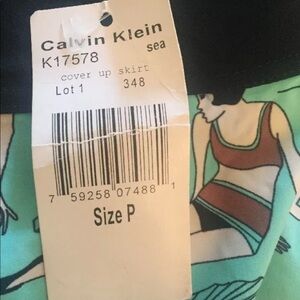 Calvin Klein
K17578 sea
cover up skirt
Lot 1 348
7 59258 07488 1
Size P